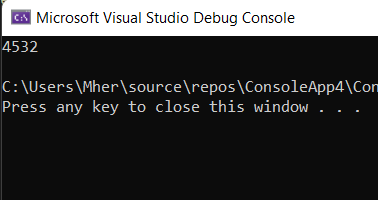 Microsoft Visual Studio Debug Console
4532
C:\Users\Mher\source\repos\ConsoleApp4\Con
Press any key to close this window . . .